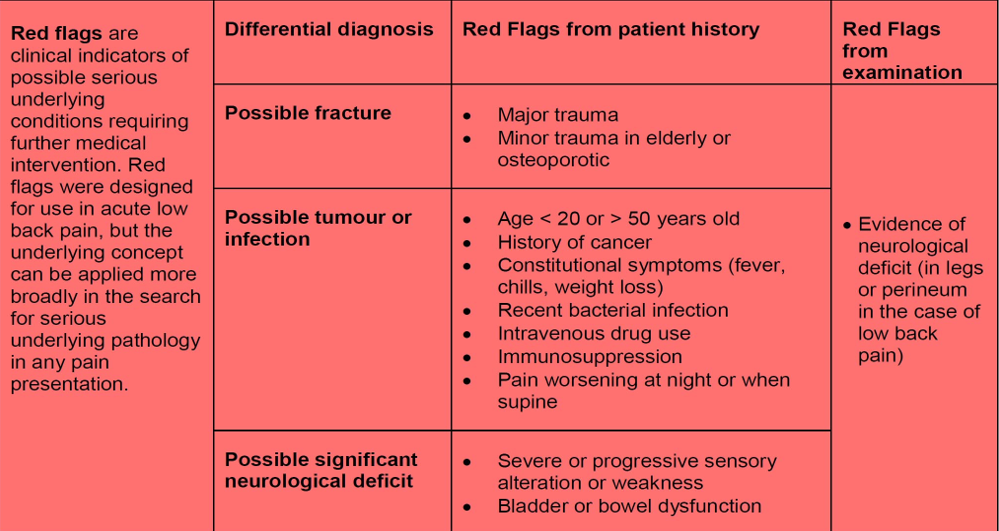 Red flags are
clinical indicators of
possible serious
underlying
conditions requiring
further medical
intervention. Red
flags were designed
for use in acute low
back pain, but the
underlying concept
can be applied more
broadly in the search
for serious
underlying pathology
in any pain
presentation.
Differential diagnosis
Red Flags from patient history
Red Flags
from
examination
Possible fracture
• Major trauma
• Minor trauma in elderly or
osteoporotic
Possible tumour or
infection
• Age < 20 or > 50 years old
• History of cancer
• Constitutional symptoms (fever,
chills, weight loss)
• Recent bacterial infection
• Intravenous drug use
• Immunosuppression
• Pain worsening at night or when
supine
Possible significant
neurological deficit
• Severe or progressive sensory
alteration or weakness
• Bladder or bowel dysfunction
• Evidence of
neurological
deficit (in legs
or perineum
in the case of
low back
pain)